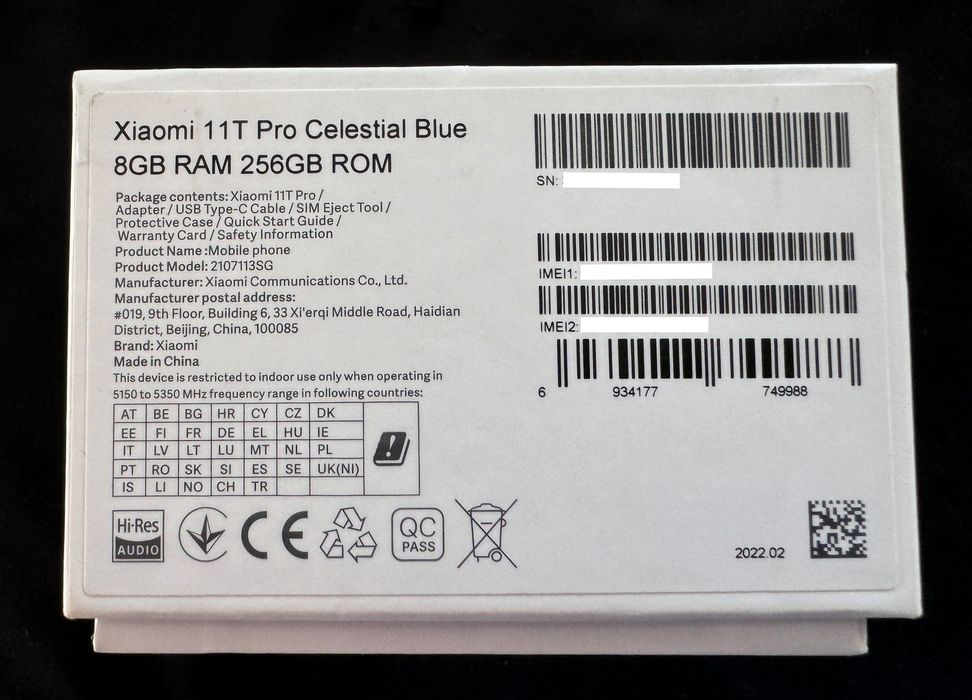 Xiaomi 11T Pro Celestial Blue
8GB RAM 256GB ROM
Package contents: Xiaomi 11T Pro /
Adapter / USB Type-C Cable / SIM Eject Tool /
Protective Case / Quick Start Guide /
Warranty Card / Safety Information
Product Name :Mobile phone
Product Model: 2107113SG
Manufacturer: Xiaomi Communications Co., Ltd.
Manufacturer postal address:
#019, 9th Floor, Building 6, 33 Xi'erqi Middle Road, Haidian
District, Beijing, China, 100085
Brand: Xiaomi
Made in China
This device is restricted to indoor use only when operating in
5150 to 5350 MHz frequency range in following countries:
AT BE BG HR CY CZ DK
EE FI FR DE EL HU IE
IT LV LT LU MT NL PL
PT RO SK SI ES SE UK(NI)
IS LI NO CH TR
Hi-Res
AUDIO
CE
QC
PASS
SN:
IMEI1:
IMEI2:
6 934177 749988
2022.02